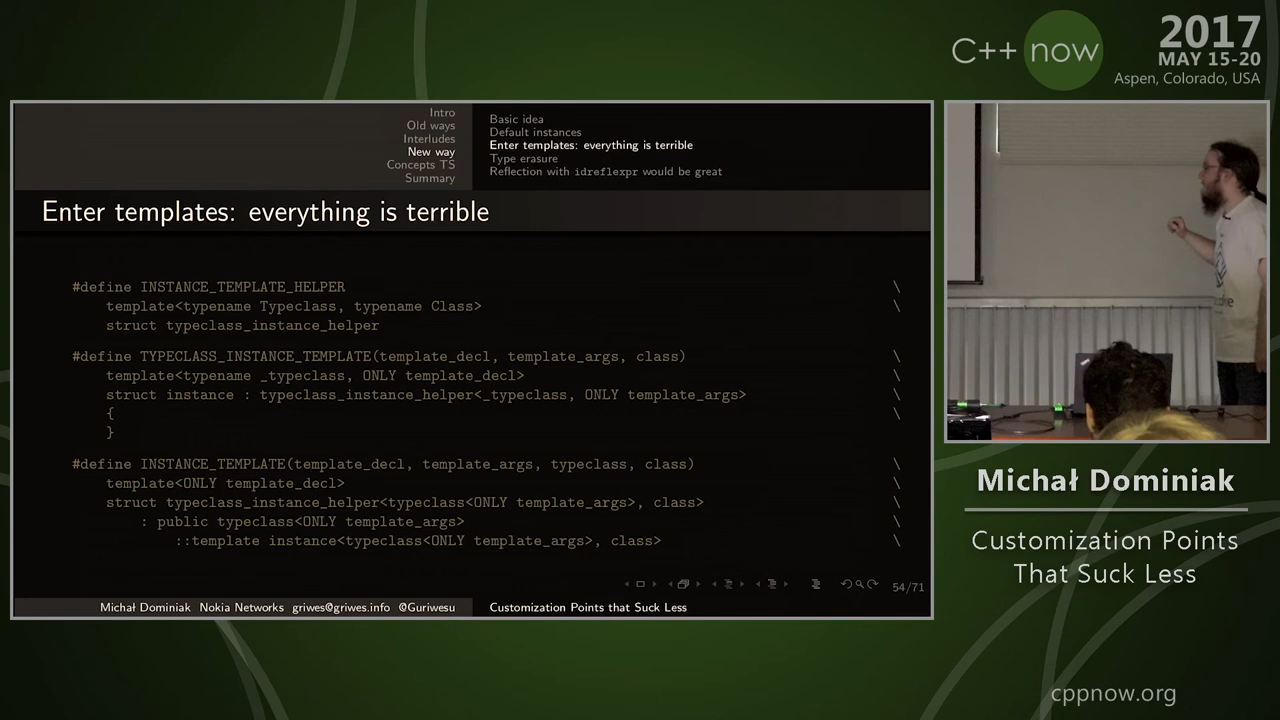 C++ now
2017
MAY 15-20
Aspen, Colorado, USA
Intro
Old ways
Interludes
New way
Concepts TS
Summary
Basic idea
Default instances
Enter templates: everything is terrible
Type erasure
Reflection with idreflexpr would be great
Enter templates: everything is terrible
#define INSTANCE_TEMPLATE_HELPER \
template<typename Typeclass, typename Class> \
struct typeclass_instance_helper
#define TYPECLASS_INSTANCE_TEMPLATE(template_decl, template_args, class) \
template<typename _typeclass, ONLY template_decl> \
struct instance : typeclass_instance_helper<_typeclass, ONLY template_args> \
{ \
}
#define INSTANCE_TEMPLATE(template_decl, template_args, typeclass, class) \
template<ONLY template_decl> \
struct typeclass_instance_helper<typeclass<ONLY template_args>, class> \
: public typeclass<ONLY template_args> \
::template instance<typeclass<ONLY template_args>, class> \
54/71
Michał Dominiak Nokia Networks griwes@griwes.info @Guriwesu
Customization Points that Suck Less
Michał Dominiak
Customization Points
That Suck Less
cppnow.org